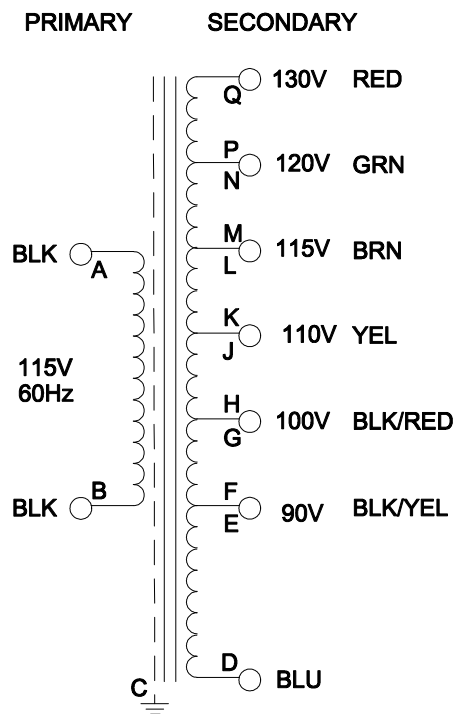 PRIMARY SECONDARY
Q 130V RED
P
N 120V GRN
M
L 115V BRN
BLK A
K
J 110V YEL
115V
60Hz
H
G 100V BLK/RED
BLK B
F
E 90V BLK/YEL
D BLU
C